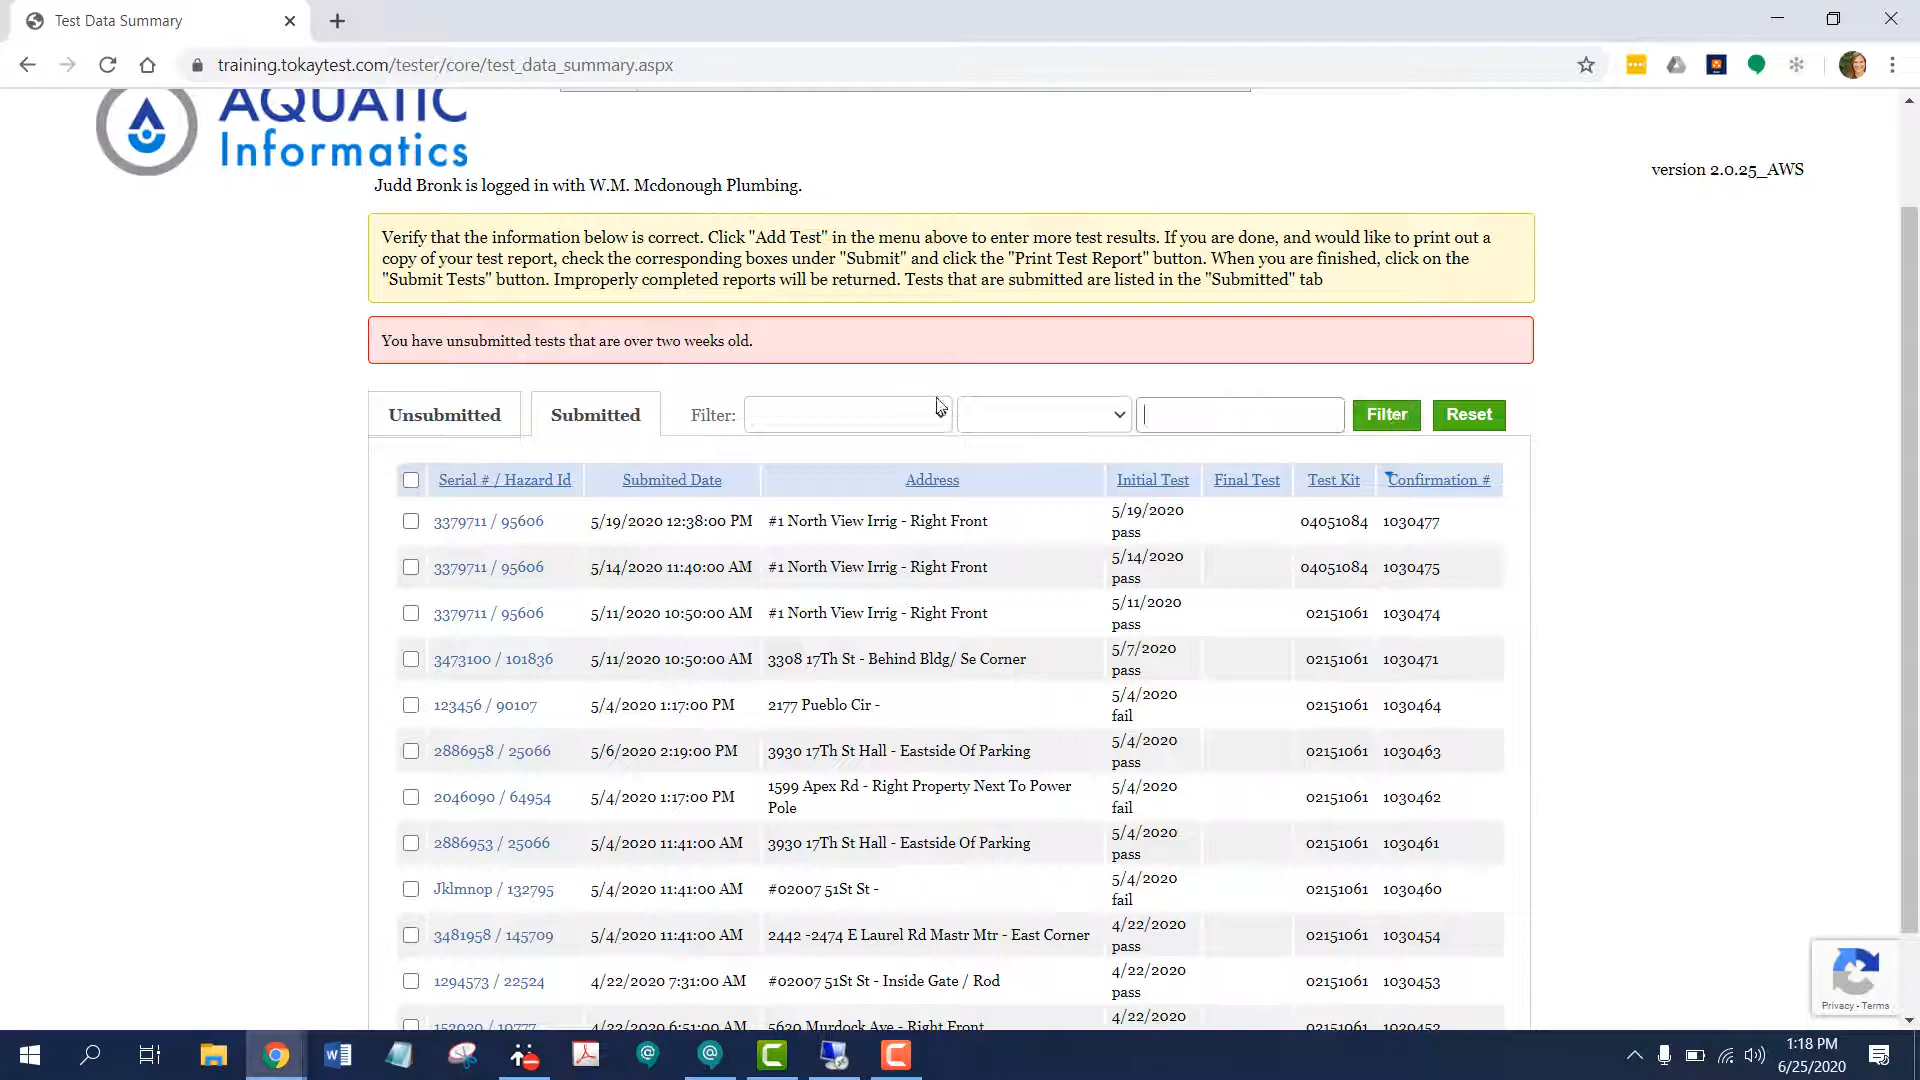 Test Data Summary
training.tokaytest.com/tester/core/test_data_summary.aspx
AQUATIC
Informatics
version 2.0.25_AWS
Judd Bronk is logged in with W.M. Mcdonough Plumbing.
Verify that the information below is correct. Click "Add Test" in the menu above to enter more test results. If you are done, and would like to print out a
copy of your test report, check the corresponding boxes under "Submit" and click the "Print Test Report" button. When you are finished, click on the
"Submit Tests" button. Improperly completed reports will be returned. Tests that are submitted are listed in the "Submitted" tab
You have unsubmitted tests that are over two weeks old.
Unsubmitted Submitted Filter: Filter Reset
Serial # / Hazard Id Submited Date Address Initial Test Final Test Test Kit Confirmation #
3379711 / 95606 5/19/2020 12:38:00 PM #1 North View Irrig - Right Front 5/19/2020 pass 04051084 1030477
3379711 / 95606 5/14/2020 11:40:00 AM #1 North View Irrig - Right Front 5/14/2020 pass 04051084 1030475
3379711 / 95606 5/11/2020 10:50:00 AM #1 North View Irrig - Right Front 5/11/2020 pass 02151061 1030474
3473100 / 101836 5/11/2020 10:50:00 AM 3308 17Th St - Behind Bldg/ Se Corner 5/7/2020 pass 02151061 1030471
123456 / 90107 5/4/2020 1:17:00 PM 2177 Pueblo Cir - 5/4/2020 fail 02151061 1030464
2886958 / 25066 5/6/2020 2:19:00 PM 3930 17Th St Hall - Eastside Of Parking 5/4/2020 pass 02151061 1030463
2046090 / 64954 5/4/2020 1:17:00 PM 1599 Apex Rd - Right Property Next To Power Pole 5/4/2020 fail 02151061 1030462
2886953 / 25066 5/4/2020 11:41:00 AM 3930 17Th St Hall - Eastside Of Parking 5/4/2020 pass 02151061 1030461
Jklmnop / 132795 5/4/2020 11:41:00 AM #02007 51St St - 5/4/2020 fail 02151061 1030460
3481958 / 145709 5/4/2020 11:41:00 AM 2442 -2474 E Laurel Rd Mastr Mtr - East Corner 4/22/2020 pass 02151061 1030454
1294573 / 22524 4/22/2020 7:31:00 AM #02007 51St St - Inside Gate / Rod 4/22/2020 pass 02151061 1030453
4/22/2020 6:51:00 AM 5630 Murdock Ave - Right Front 4/22/2020 02151061 1030452
Privacy - Terms
1:18 PM
6/25/2020